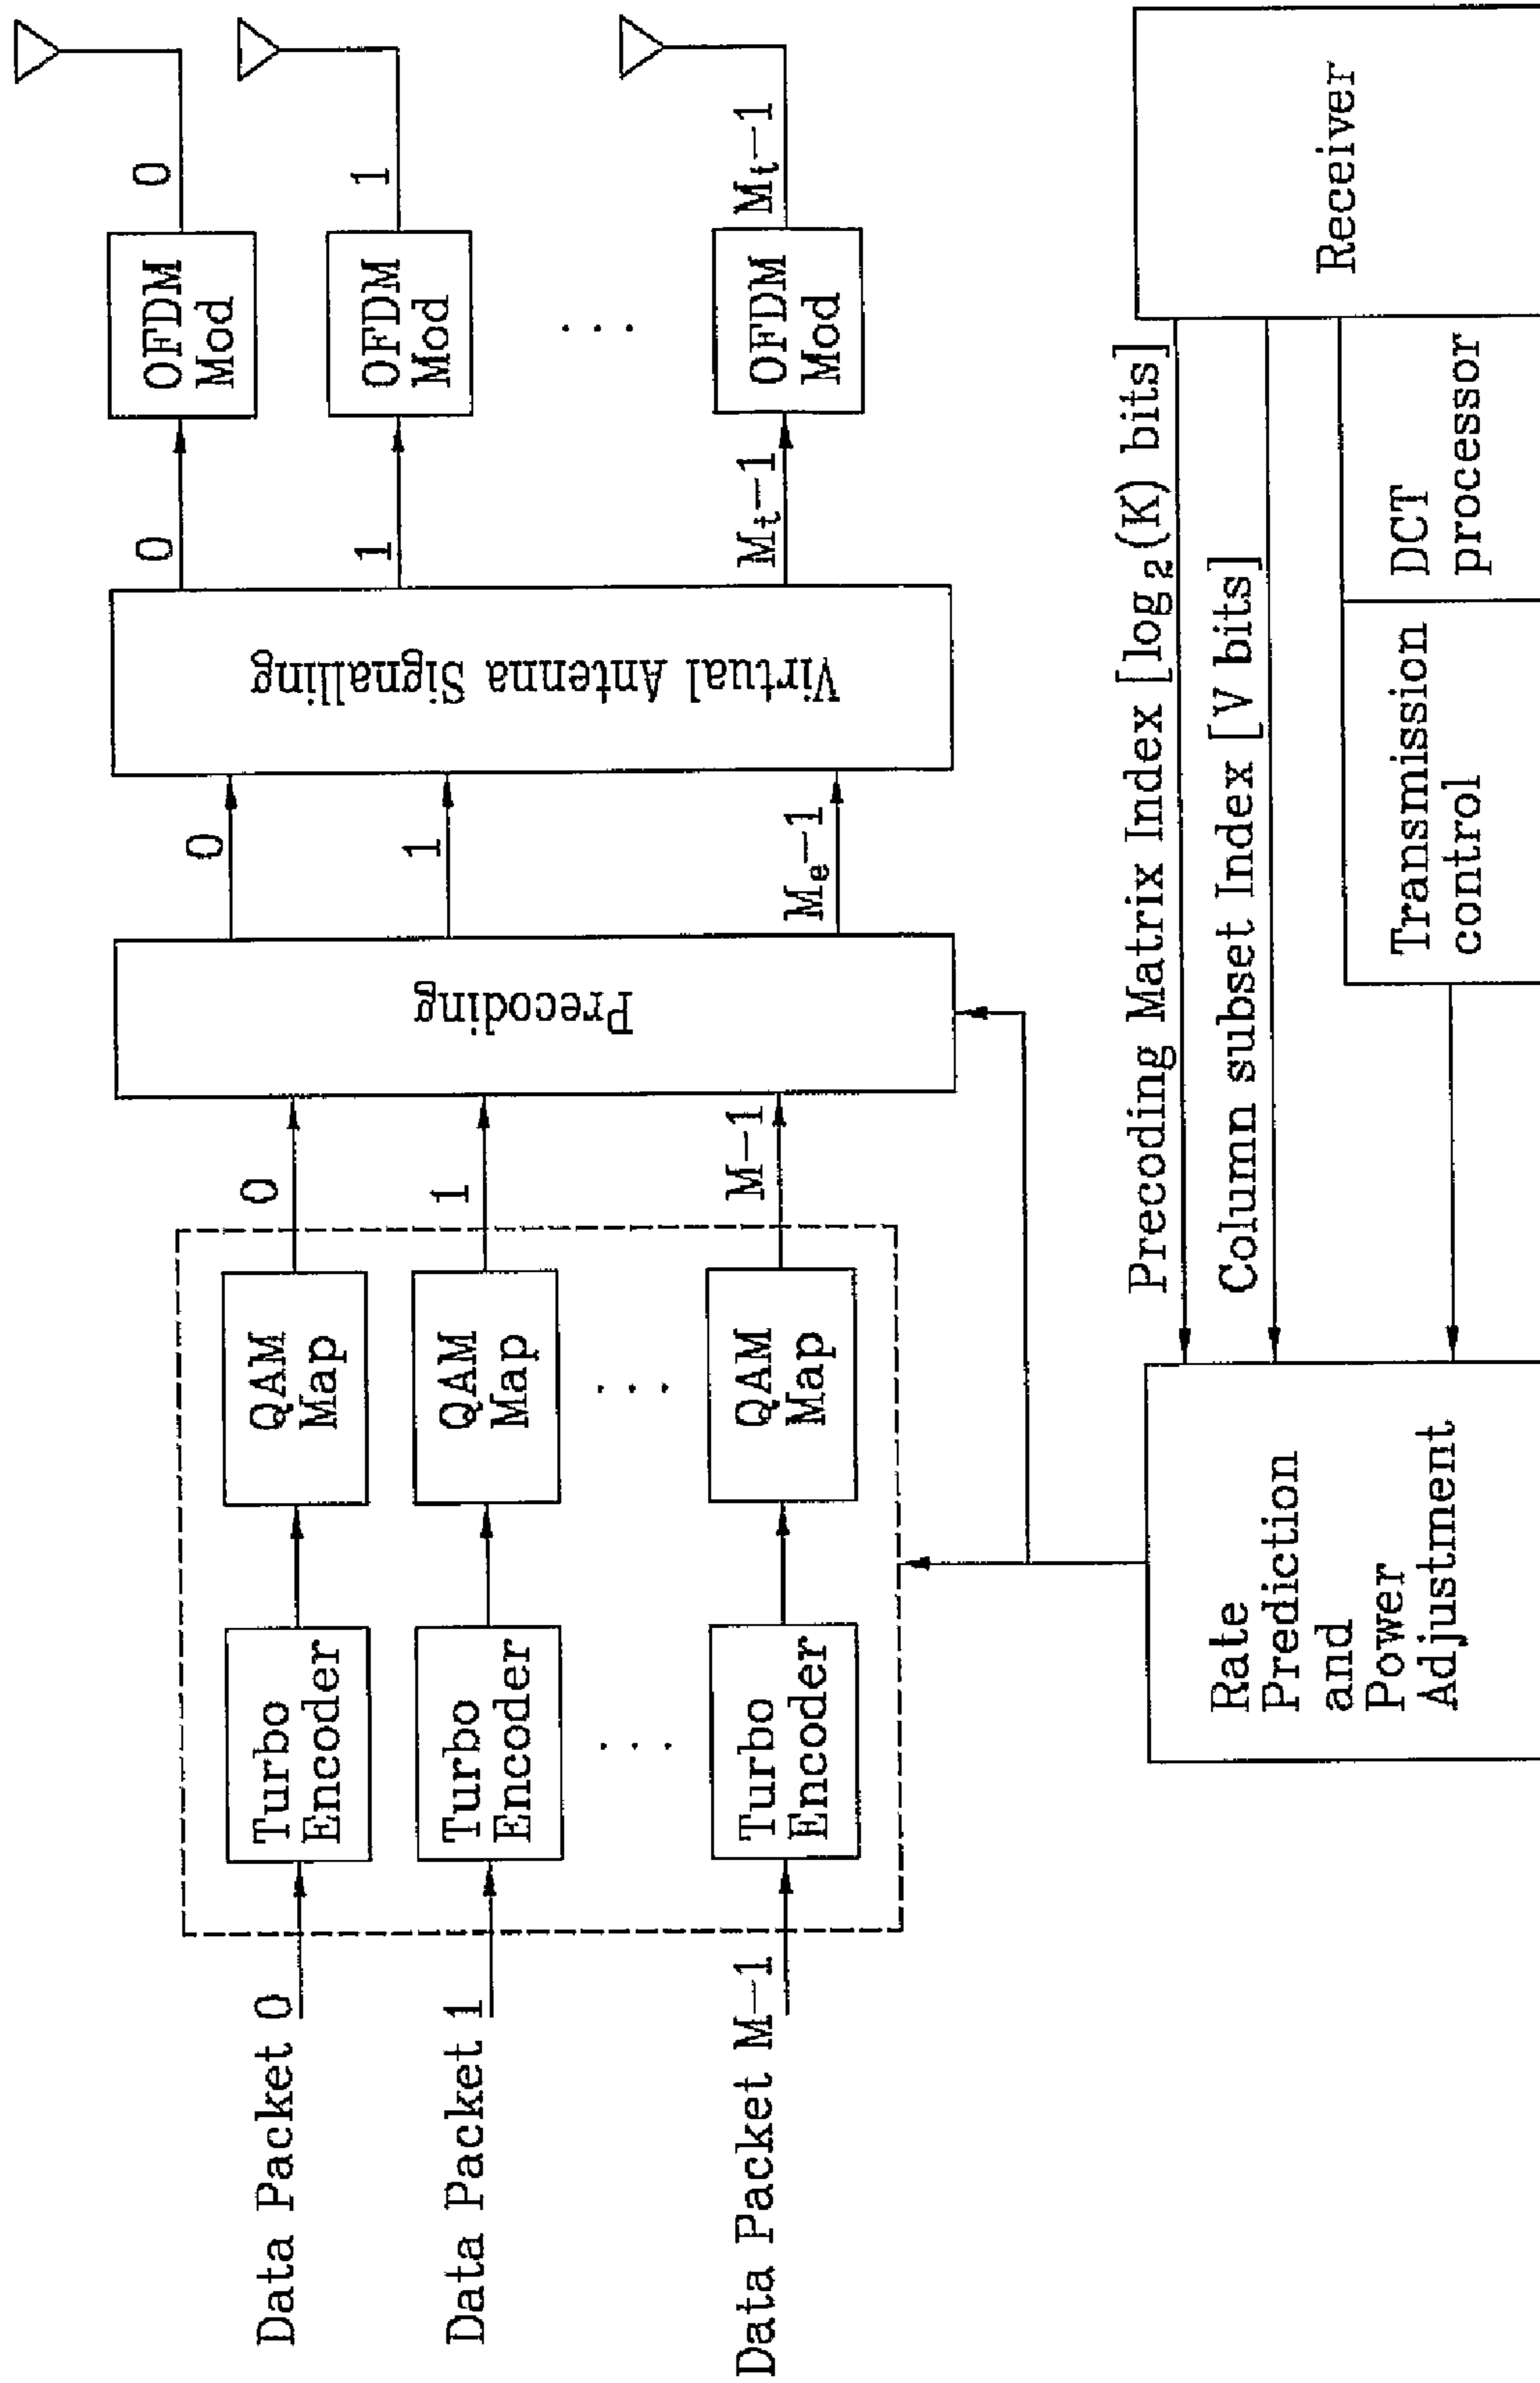 Data Packet 0
Turbo
Encoder
QAM
Map
0
Data Packet 1
Turbo
Encoder
QAM
Map
1
. . .
. . .
Data Packet M-1
Turbo
Encoder
QAM
Map
M-1
Precoding
0
1
Me-1
Virtual Antenna Signalling
0
OFDM
Mod
0
1
OFDM
Mod
1
. . .
Mt-1
OFDM
Mod
Mt-1
Rate
Prediction
and
Power
Adjustment
Precoding Matrix Index [log2(K) bits]
Column subset Index [V bits]
Transmission
control
DCT
processor
Receiver